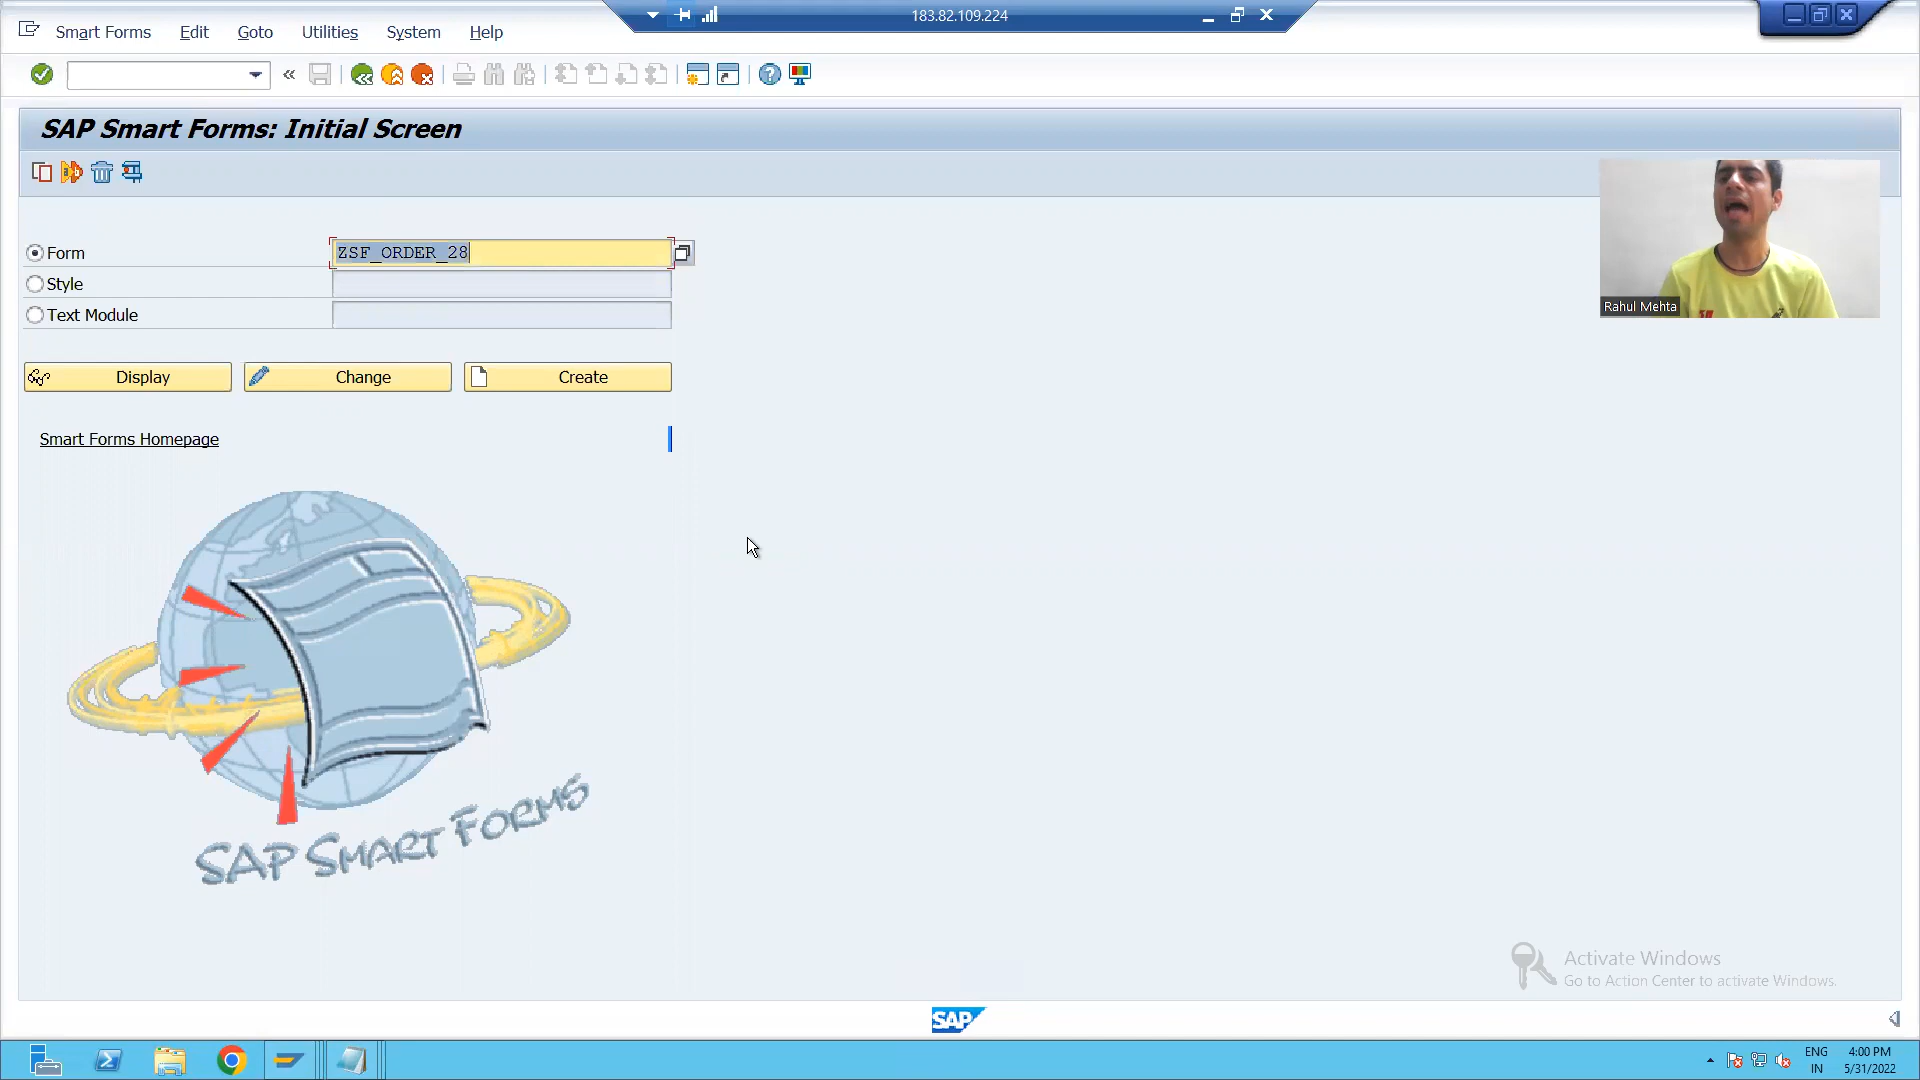 183.82.109.224
Smart Forms Edit Goto Utilities System Help
SAP Smart Forms: Initial Screen
Form ZSF_ORDER_28
Style
Text Module
Rahul Mehta
Display Change Create
Smart Forms Homepage
SAP SMART FORMS
Activate Windows
Go to Action Center to activate Windows.
SAP
ENG 4:00 PM
IN 5/31/2022